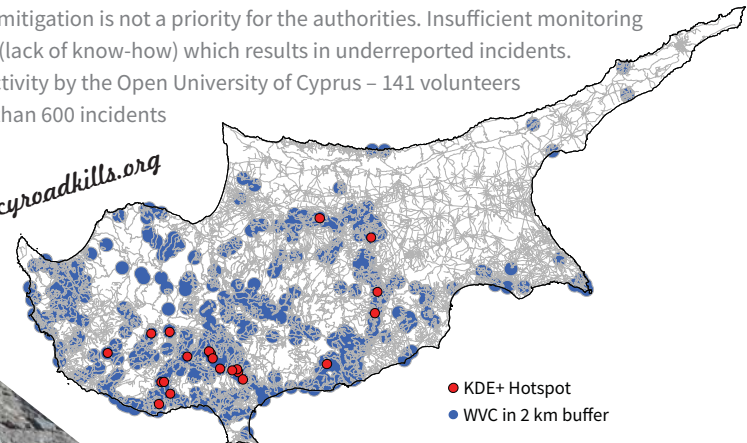 mitigation is not a priority for the authorities. Insufficient monitoring
(lack of know-how) which results in underreported incidents.
tivity by the Open University of Cyprus – 141 volunteers
han 600 incidents
cyroadkills.org
KDE+ Hotspot
WVC in 2 km buffer